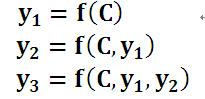 y₁ = f(C)
y₂ = f(C, y₁)
y₃ = f(C, y₁, y₂)